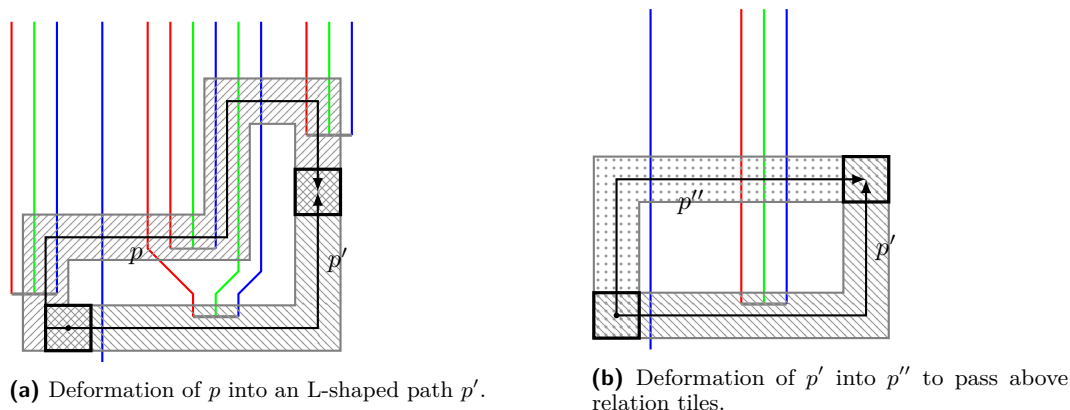 p''
p
p'
p'
(a) Deformation of p into an L-shaped path p'.
(b) Deformation of p' into p'' to pass above
relation tiles.